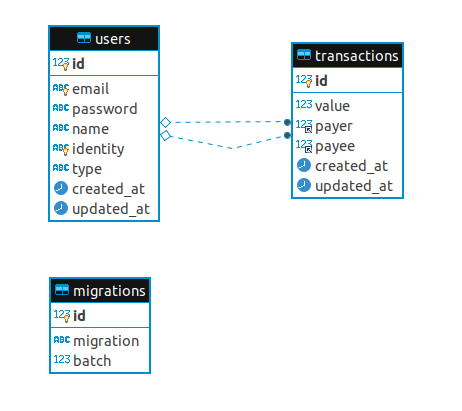 users
123 id
ABC email
ABC password
ABC name
ABC identity
ABC type
created_at
updated_at
transactions
123 id
123 value
123 payer
123 payee
created_at
updated_at
migrations
123 id
ABC migration
123 batch